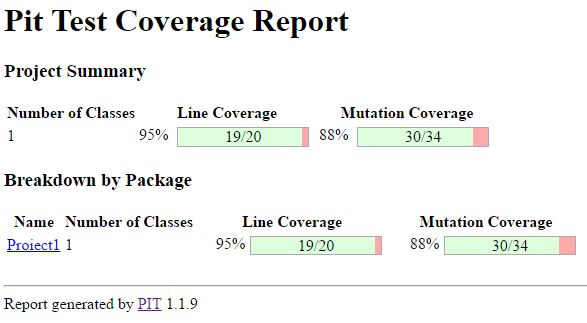 Pit Test Coverage Report
Project Summary
Number of Classes Line Coverage Mutation Coverage
1 95% 19/20 88% 30/34
Breakdown by Package
Name Number of Classes Line Coverage Mutation Coverage
Project1 1 95% 19/20 88% 30/34
Report generated by PIT 1.1.9